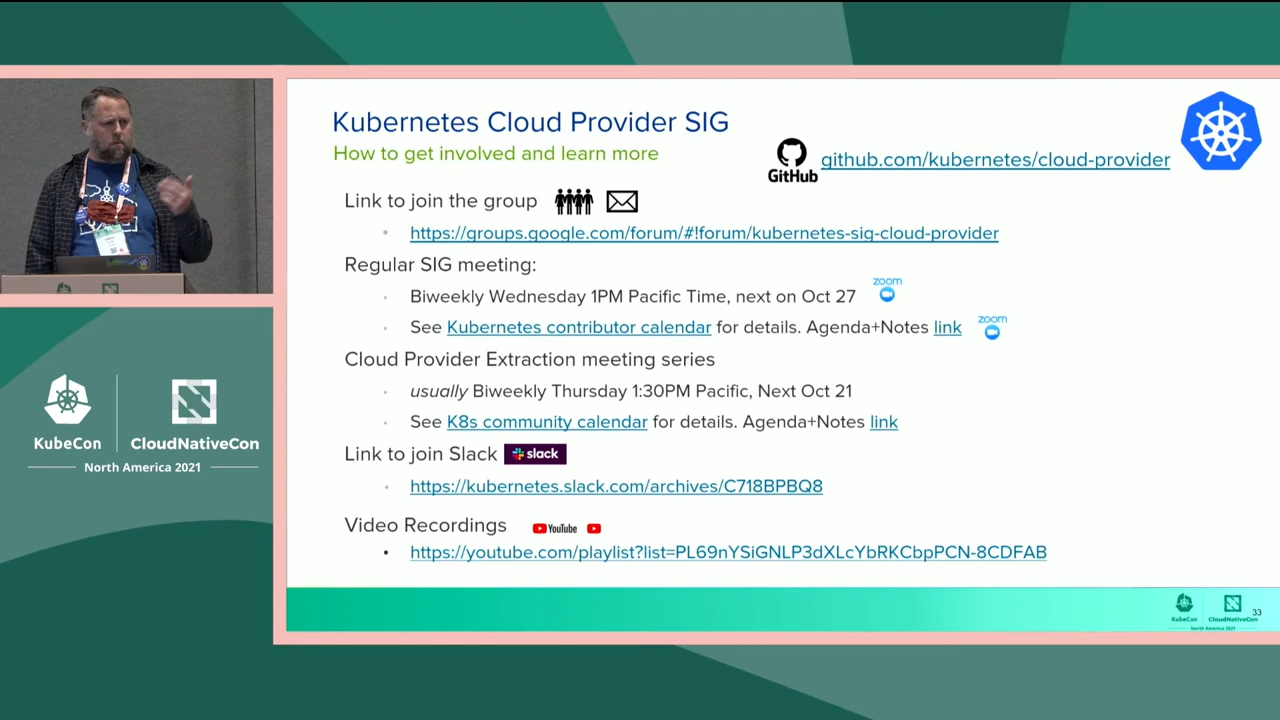 Kubernetes Cloud Provider SIG
How to get involved and learn more
GitHub
github.com/kubernetes/cloud-provider
Link to join the group
https://groups.google.com/forum/#!forum/kubernetes-sig-cloud-provider
Regular SIG meeting:
Biweekly Wednesday 1PM Pacific Time, next on Oct 27
zoom
See Kubernetes contributor calendar for details. Agenda+Notes link
zoom
Cloud Provider Extraction meeting series
usually Biweekly Thursday 1:30PM Pacific, Next Oct 21
See K8s community calendar for details. Agenda+Notes link
Link to join Slack
slack
https://kubernetes.slack.com/archives/C718BPBQ8
Video Recordings
YouTube
https://youtube.com/playlist?list=PL69nYSiGNLP3dXLcYbRKCbpPCN-8CDFAB
KubeCon
CloudNativeCon
North America 2021
KubeCon
CloudNativeCon
North America 2021
33